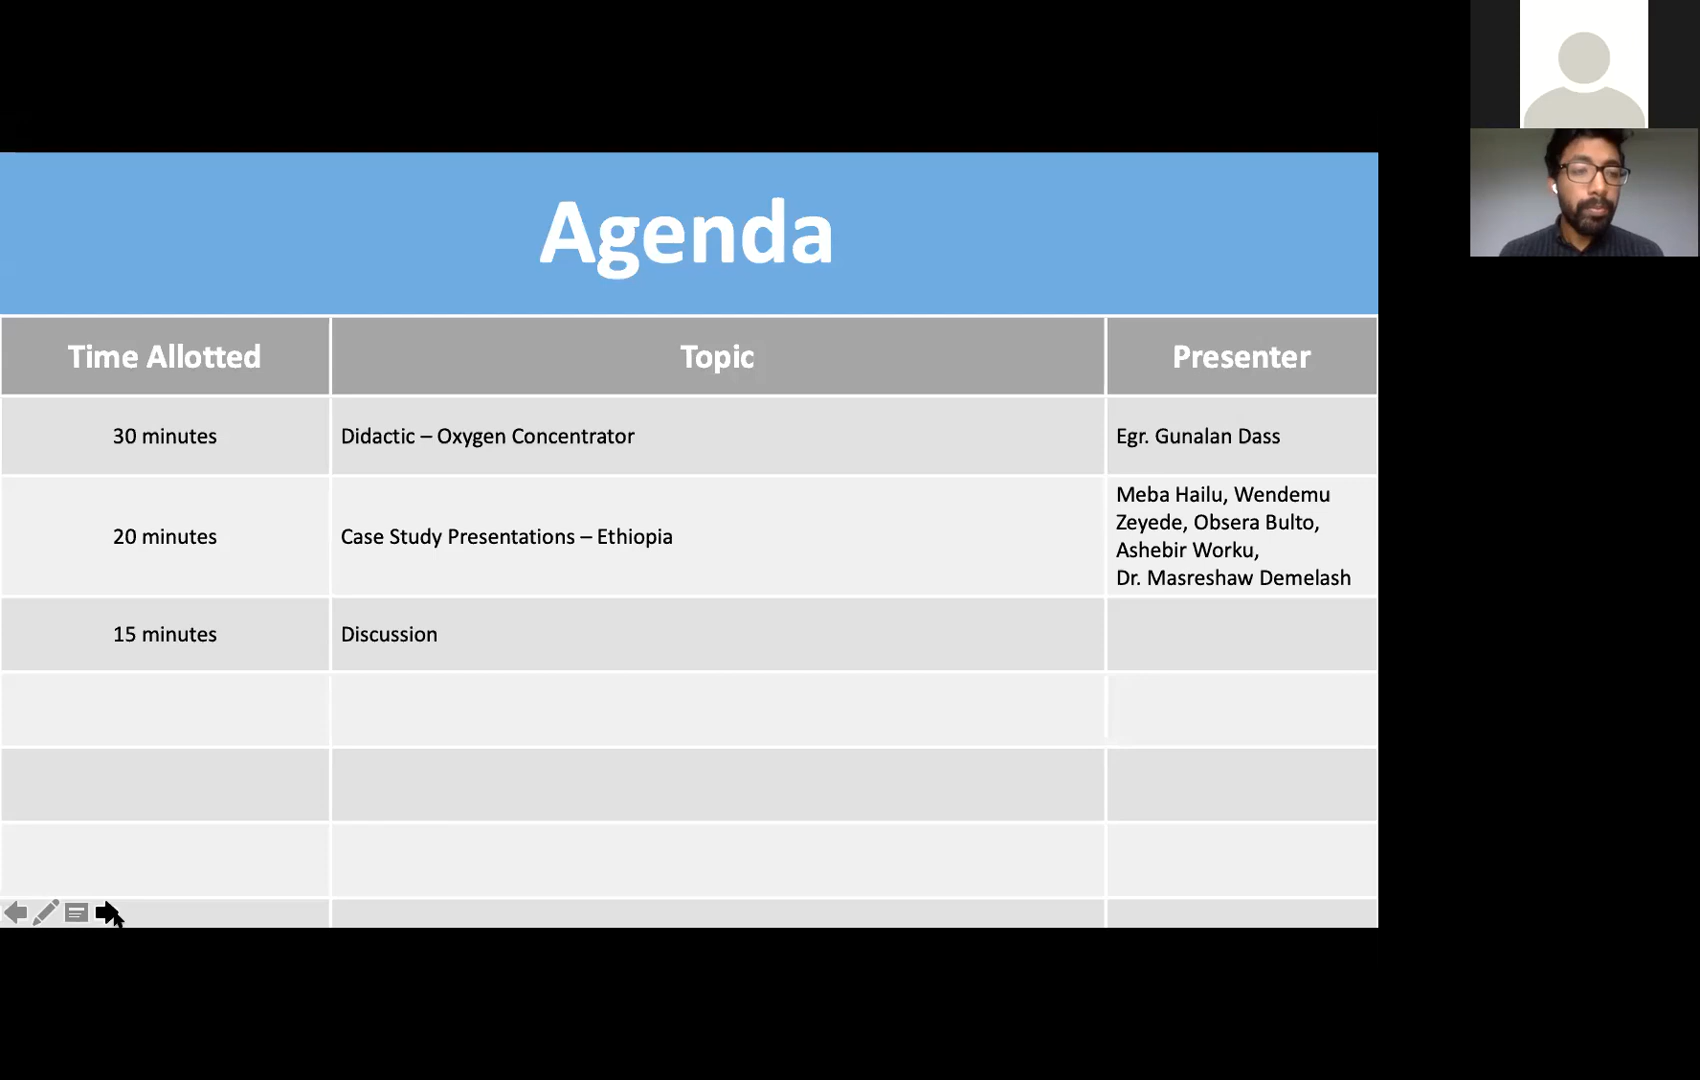 Agenda
Time Allotted
Topic
Presenter
30 minutes
Didactic – Oxygen Concentrator
Egr. Gunalan Dass
20 minutes
Case Study Presentations – Ethiopia
Meba Hailu, Wendemu
Zeyede, Obsera Bulto,
Ashebir Worku,
Dr. Masreshaw Demelash
15 minutes
Discussion